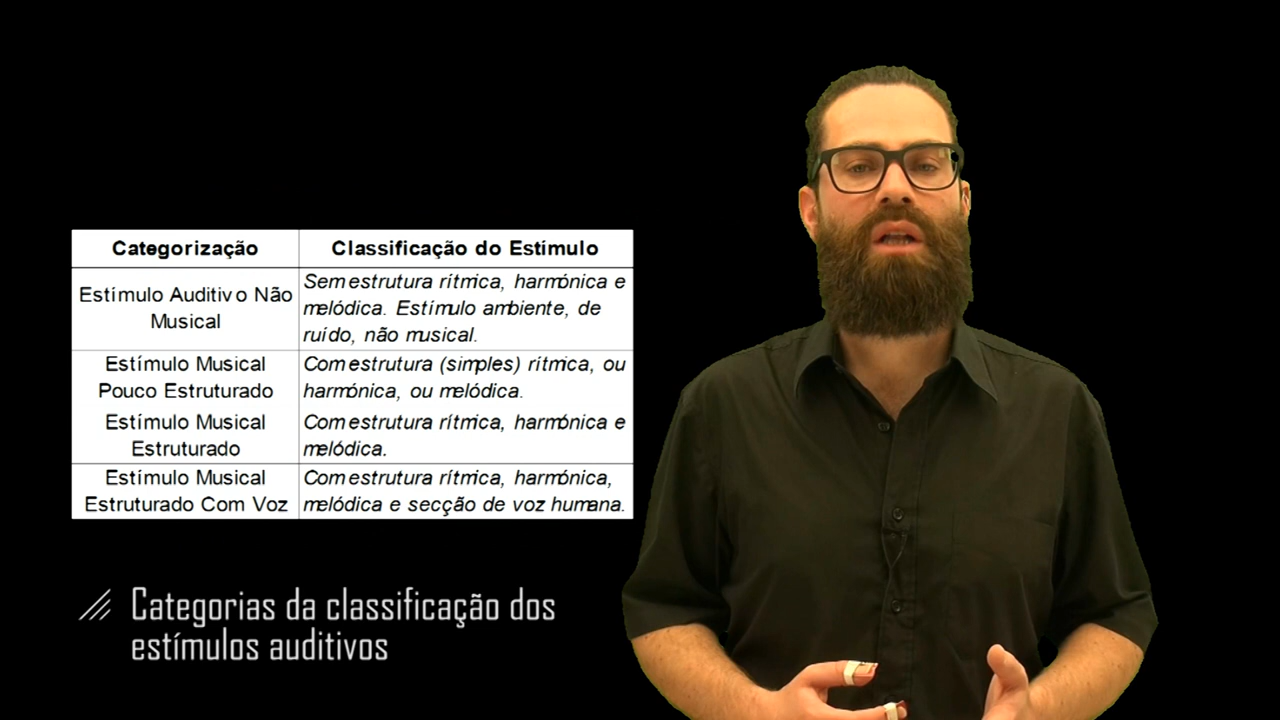 Categorização
Classificação do Estímulo
Estímulo Auditivo Não
Musical
Sem estrutura rítmica, harmónica e
melódica. Estímulo ambiente, de
ruído, não musical.
Estímulo Musical
Pouco Estruturado
Com estrutura (simples) rítmica, ou
harmónica, ou melódica.
Estímulo Musical
Estruturado
Com estrutura rítmica, harmónica e
melódica.
Estímulo Musical
Estruturado Com Voz
Com estrutura rítmica, harmónica,
melódica e secção de voz humana.
Categorias da classificação dos
estímulos auditivos